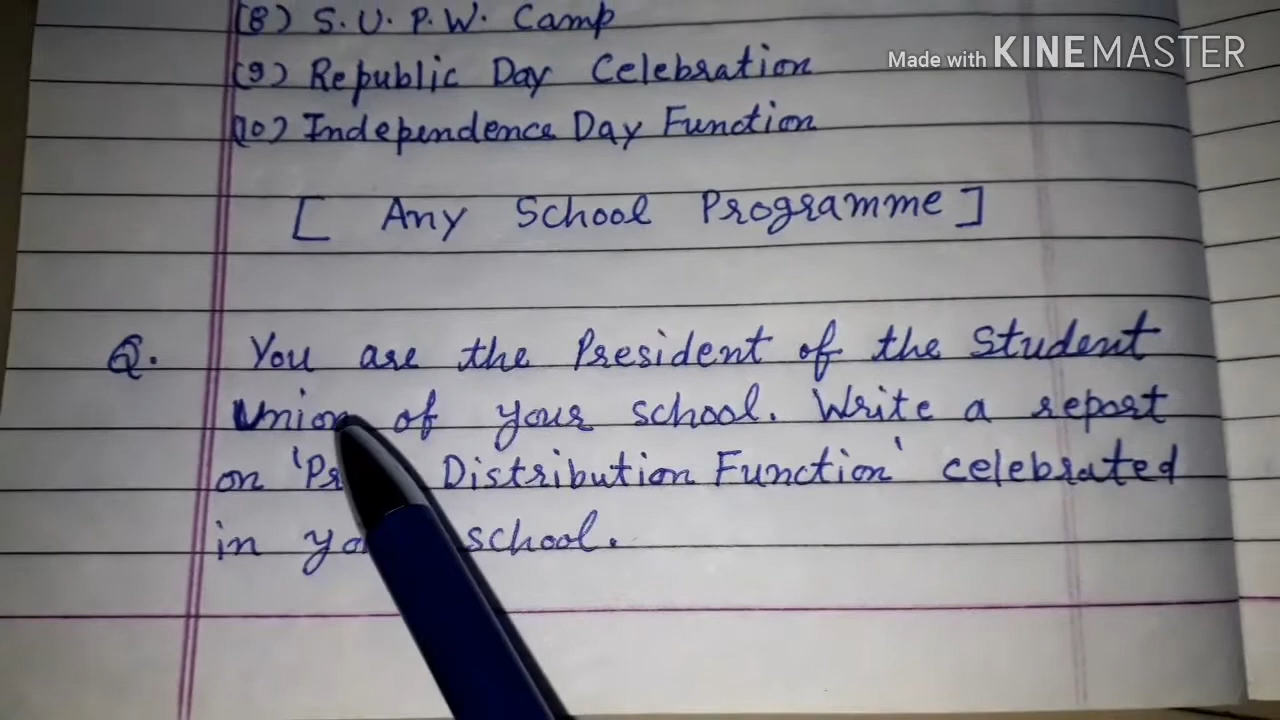 (8) S.U.P.W. Camp
Made with KINEMASTER
(9) Republic Day Celebration
(10) Independence Day Function
[ Any School Programme ]
Q. You are the President of the Student
Union of your school. Write a report
on 'Pr Distribution Function' celebrated
in yo school.